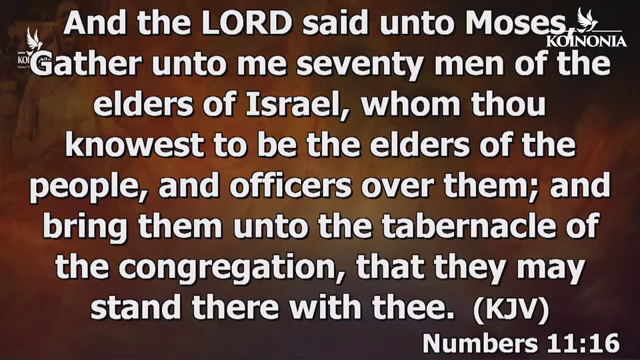 And the LORD said unto Moses,
KOINONIA
Gather unto me seventy men of the
elders of Israel, whom thou
knowest to be the elders of the
people, and officers over them; and
bring them unto the tabernacle of
the congregation, that they may
stand there with thee. (KJV)
Numbers 11:16